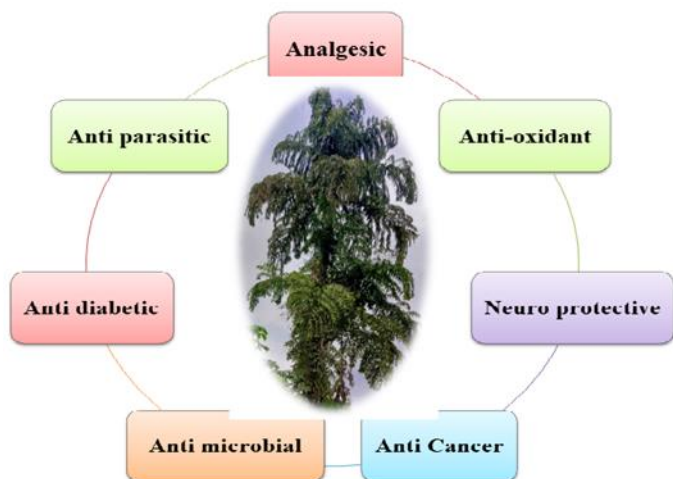 Analgesic
Anti parasitic
Anti-oxidant
Anti diabetic
Neuro protective
Anti microbial
Anti Cancer